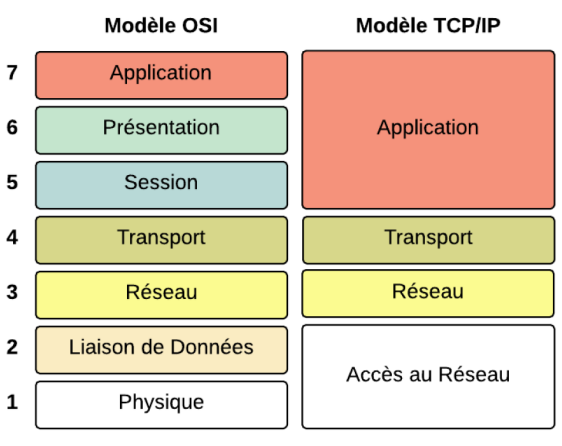 Modèle OSI Modèle TCP/IP
7 Application
6 Présentation Application
5 Session
4 Transport Transport
3 Réseau Réseau
2 Liaison de Données
Accès au Réseau
1 Physique